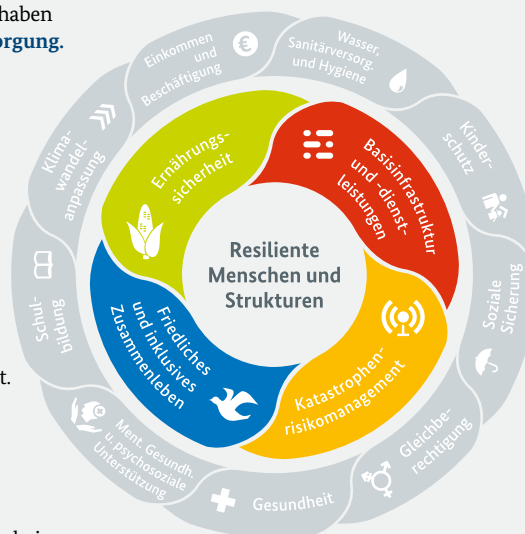 haben
orgung.
Einkommen
und
Beschäftigung
Wasser,
Sanitärversorg.
und Hygiene
Kinder-
schutz
Soziale
Sicherung
Gleichbe-
rechtigung
Gesundheit
Ment. Gesundh.
u. psychosoziale
Unterstützung
Schul-
bildung
Klima-
wandel-
anpassung
Ernährungs-
sicherheit
Basisinfrastruktur
und -dienst-
leistungen
Katastrophen-
risikomanagement
Friedliches
und inklusives
Zusammenleben
Resiliente
Menschen und
Strukturen
t.